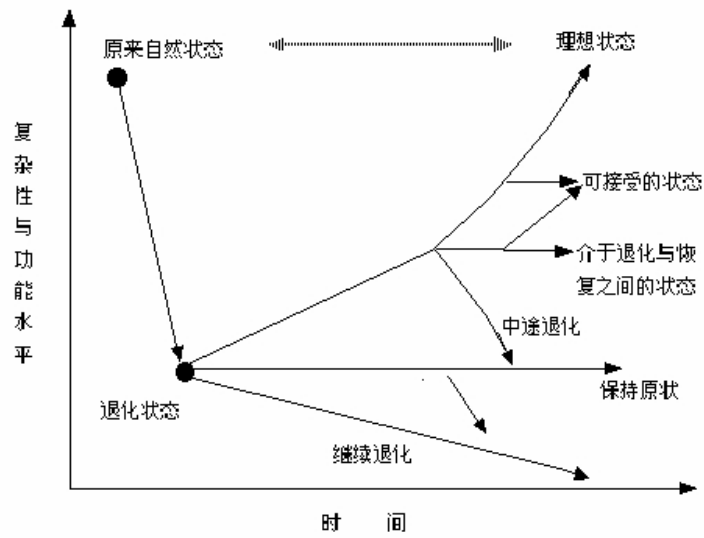 原来自然状态
理想状态
复杂性与功能水平
可接受的状态
介于退化与恢
复之间的状态
中途退化
保持原状
退化状态
继续退化
时 间